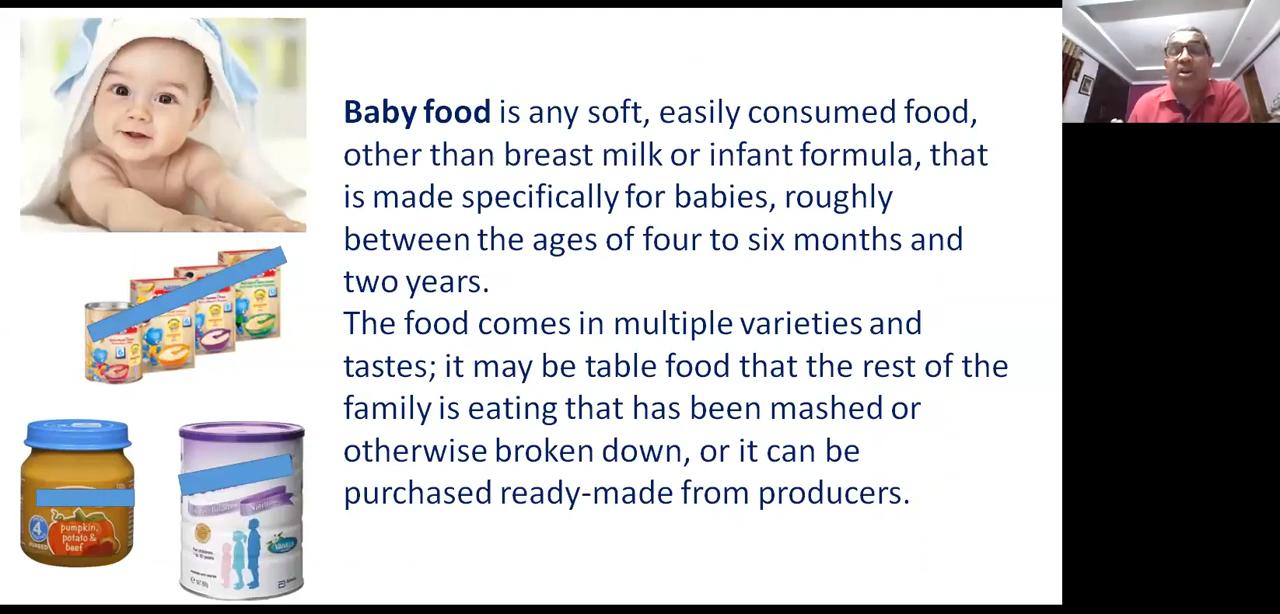 Baby food is any soft, easily consumed food,
other than breast milk or infant formula, that
is made specifically for babies, roughly
between the ages of four to six months and
two years.
The food comes in multiple varieties and
tastes; it may be table food that the rest of the
family is eating that has been mashed or
otherwise broken down, or it can be
purchased ready-made from producers.
4
pumpkin,
potato &
beef
VANILLA